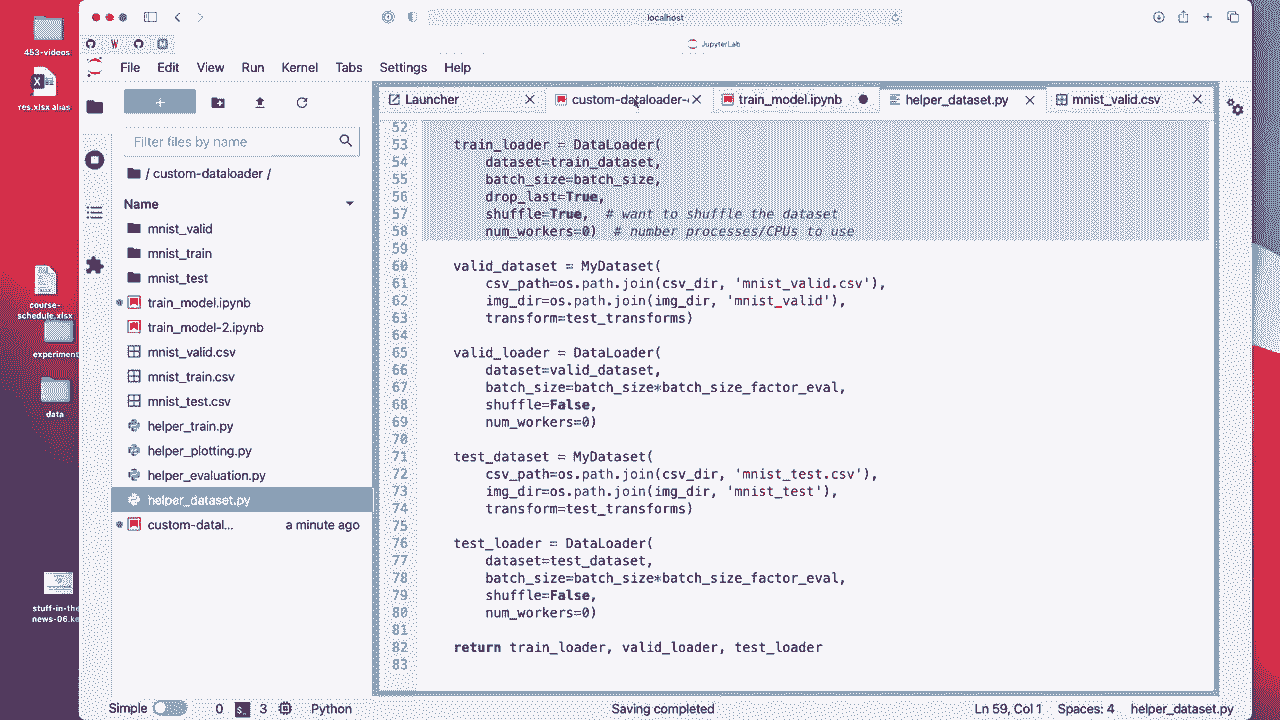 localhost
JupyterLab
File Edit View Run Kernel Tabs Settings Help
453-videos
res.xlsx alias
course-
schedule.xlsx
experiment
data
stuff-in-the
news-06.
Filter files by name
/ custom-dataloader /
Name
mnist_valid
mnist_train
mnist_test
train_model.ipynb
train_model-2.ipynb
mnist_valid.csv
mnist_train.csv
mnist_test.csv
helper_train.py
helper_plotting.py
helper_evaluation.py
helper_dataset.py
custom-datal... a minute ago
Launcher custom-dataloader- train_model.ipynb helper_dataset.py mnist_valid.csv
52
53 train_loader = DataLoader(
54 dataset=train_dataset,
55 batch_size=batch_size,
56 drop_last=True,
57 shuffle=True, # want to shuffle the dataset
58 num_workers=0) # number processes/CPUs to use
59
60 valid_dataset = MyDataset(
61 csv_path=os.path.join(csv_dir, 'mnist_valid.csv'),
62 img_dir=os.path.join(img_dir, 'mnist_valid'),
63 transform=test_transforms)
64
65 valid_loader = DataLoader(
66 dataset=valid_dataset,
67 batch_size=batch_size*batch_size_factor_eval,
68 shuffle=False,
69 num_workers=0)
70
71 test_dataset = MyDataset(
72 csv_path=os.path.join(csv_dir, 'mnist_test.csv'),
73 img_dir=os.path.join(img_dir, 'mnist_test'),
74 transform=test_transforms)
75
76 test_loader = DataLoader(
77 dataset=test_dataset,
78 batch_size=batch_size*batch_size_factor_eval,
79 shuffle=False,
80 num_workers=0)
81
82 return train_loader, valid_loader, test_loader
83
Simple 0 3 Python Saving completed Ln 59, Col 1 Spaces: 4 helper_dataset.py